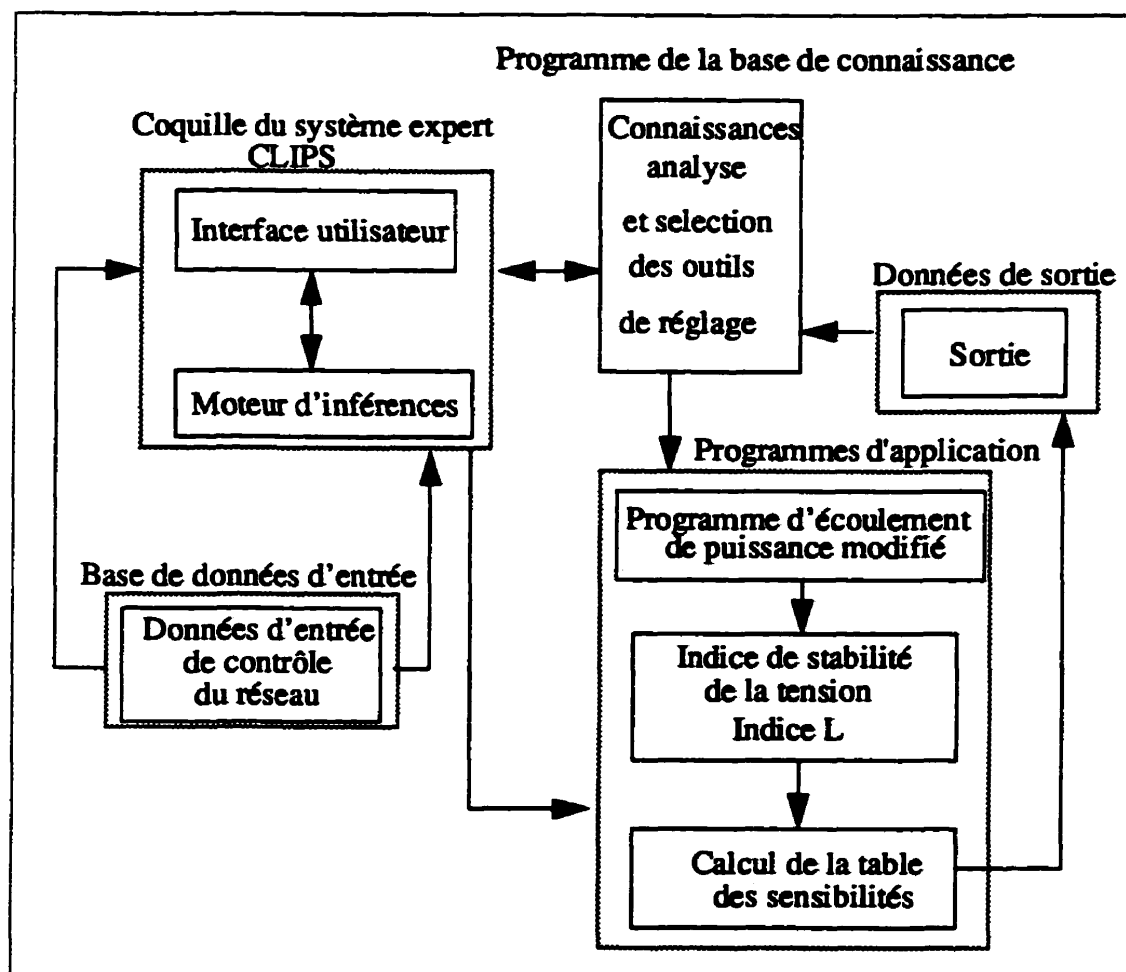 Programme de la base de connaissance
Coquille du système expert
CLIPS
Interface utilisateur
Moteur d'inférences
Connaissances
analyse
et selection
des outils
de réglage
Données de sortie
Sortie
Programmes d'application
Programme d'écoulement
de puissance modifié
Indice de stabilité
de la tension
Indice L
Calcul de la table
des sensibilités
Base de données d'entrée
Données d'entrée
de contrôle
du réseau